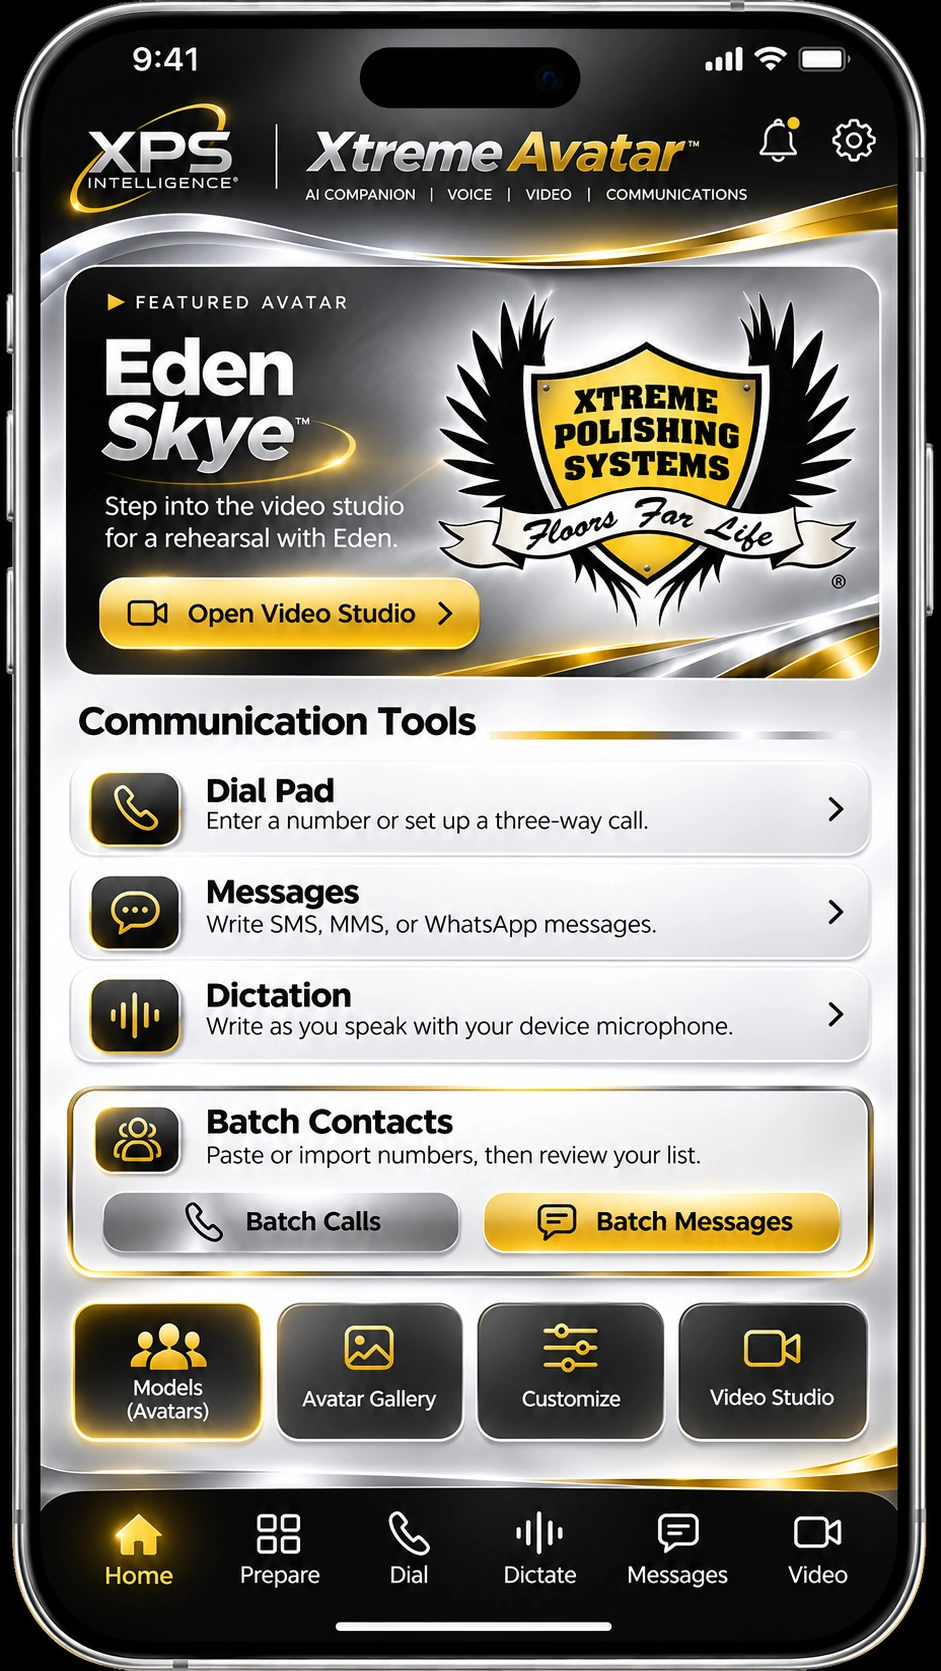 9:41
XPS
INTELLIGENCE®
Xtreme Avatar™
AI COMPANION | VOICE | VIDEO | COMMUNICATIONS
FEATURED AVATAR
Eden
Skye™
Step into the video studio
for a rehearsal with Eden.
Open Video Studio
XTREME
POLISHING
SYSTEMS
Floors For Life
®
Communication Tools
Dial Pad
Enter a number or set up a three-way call.
Messages
Write SMS, MMS, or WhatsApp messages.
Dictation
Write as you speak with your device microphone.
Batch Contacts
Paste or import numbers, then review your list.
Batch Calls
Batch Messages
Models
(Avatars)
Avatar Gallery
Customize
Video Studio
Home
Prepare
Dial
Dictate
Messages
Video